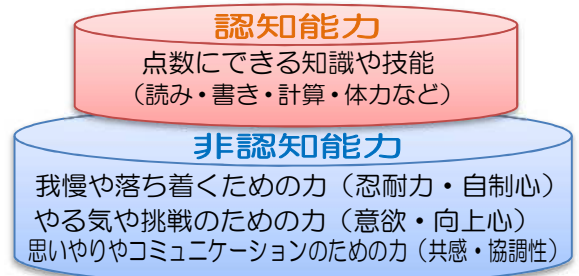 認知能力
点数にできる知識や技能
（読み・書き・計算・体力など）
非認知能力
我慢や落ち着くための力（忍耐力・自制心）
やる気や挑戦のための力（意欲・向上心）
思いやりやコミュニケーションのための力（共感・協調性）